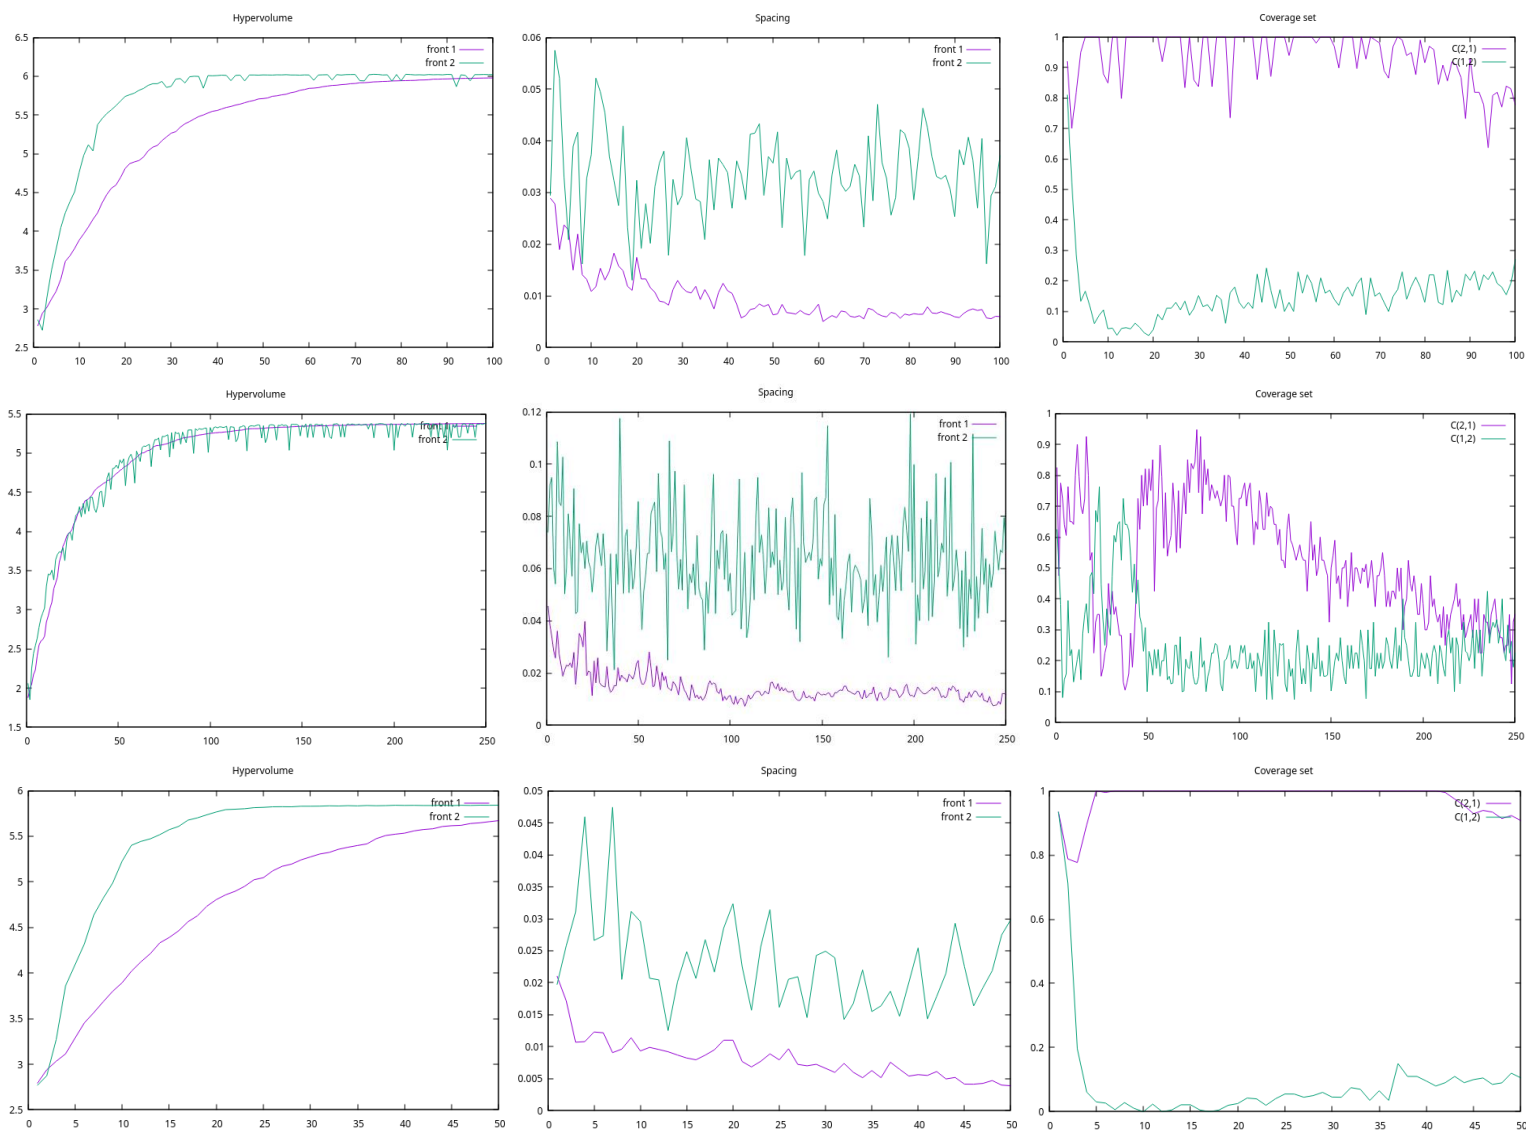 Hypervolume
6.5
6
5.5
5
4.5
4
3.5
3
2.5
0 10 20 30 40 50 60 70 80 90 100
front 1
front 2
Spacing
0.06
0.05
0.04
0.03
0.02
0.01
0
0 10 20 30 40 50 60 70 80 90 100
front 1
front 2
Coverage set
1
0.9
0.8
0.7
0.6
0.5
0.4
0.3
0.2
0.1
0
0 10 20 30 40 50 60 70 80 90 100
C(2,1)
C(1,2)
Hypervolume
5.5
5
4.5
4
3.5
3
2.5
2
1.5
0 50 100 150 200 250
front 1
front 2
Spacing
0.12
0.1
0.08
0.06
0.04
0.02
0
0 50 100 150 200 250
front 1
front 2
Coverage set
1
0.9
0.8
0.7
0.6
0.5
0.4
0.3
0.2
0.1
0
0 50 100 150 200 250
C(2,1)
C(1,2)
Hypervolume
6
5.5
5
4.5
4
3.5
3
2.5
0 5 10 15 20 25 30 35 40 45 50
front 1
front 2
Spacing
0.05
0.045
0.04
0.035
0.03
0.025
0.02
0.015
0.01
0.005
0
0 5 10 15 20 25 30 35 40 45 50
front 1
front 2
Coverage set
1
0.8
0.6
0.4
0.2
0
0 5 10 15 20 25 30 35 40 45 50
C(2,1)
C(1,2)